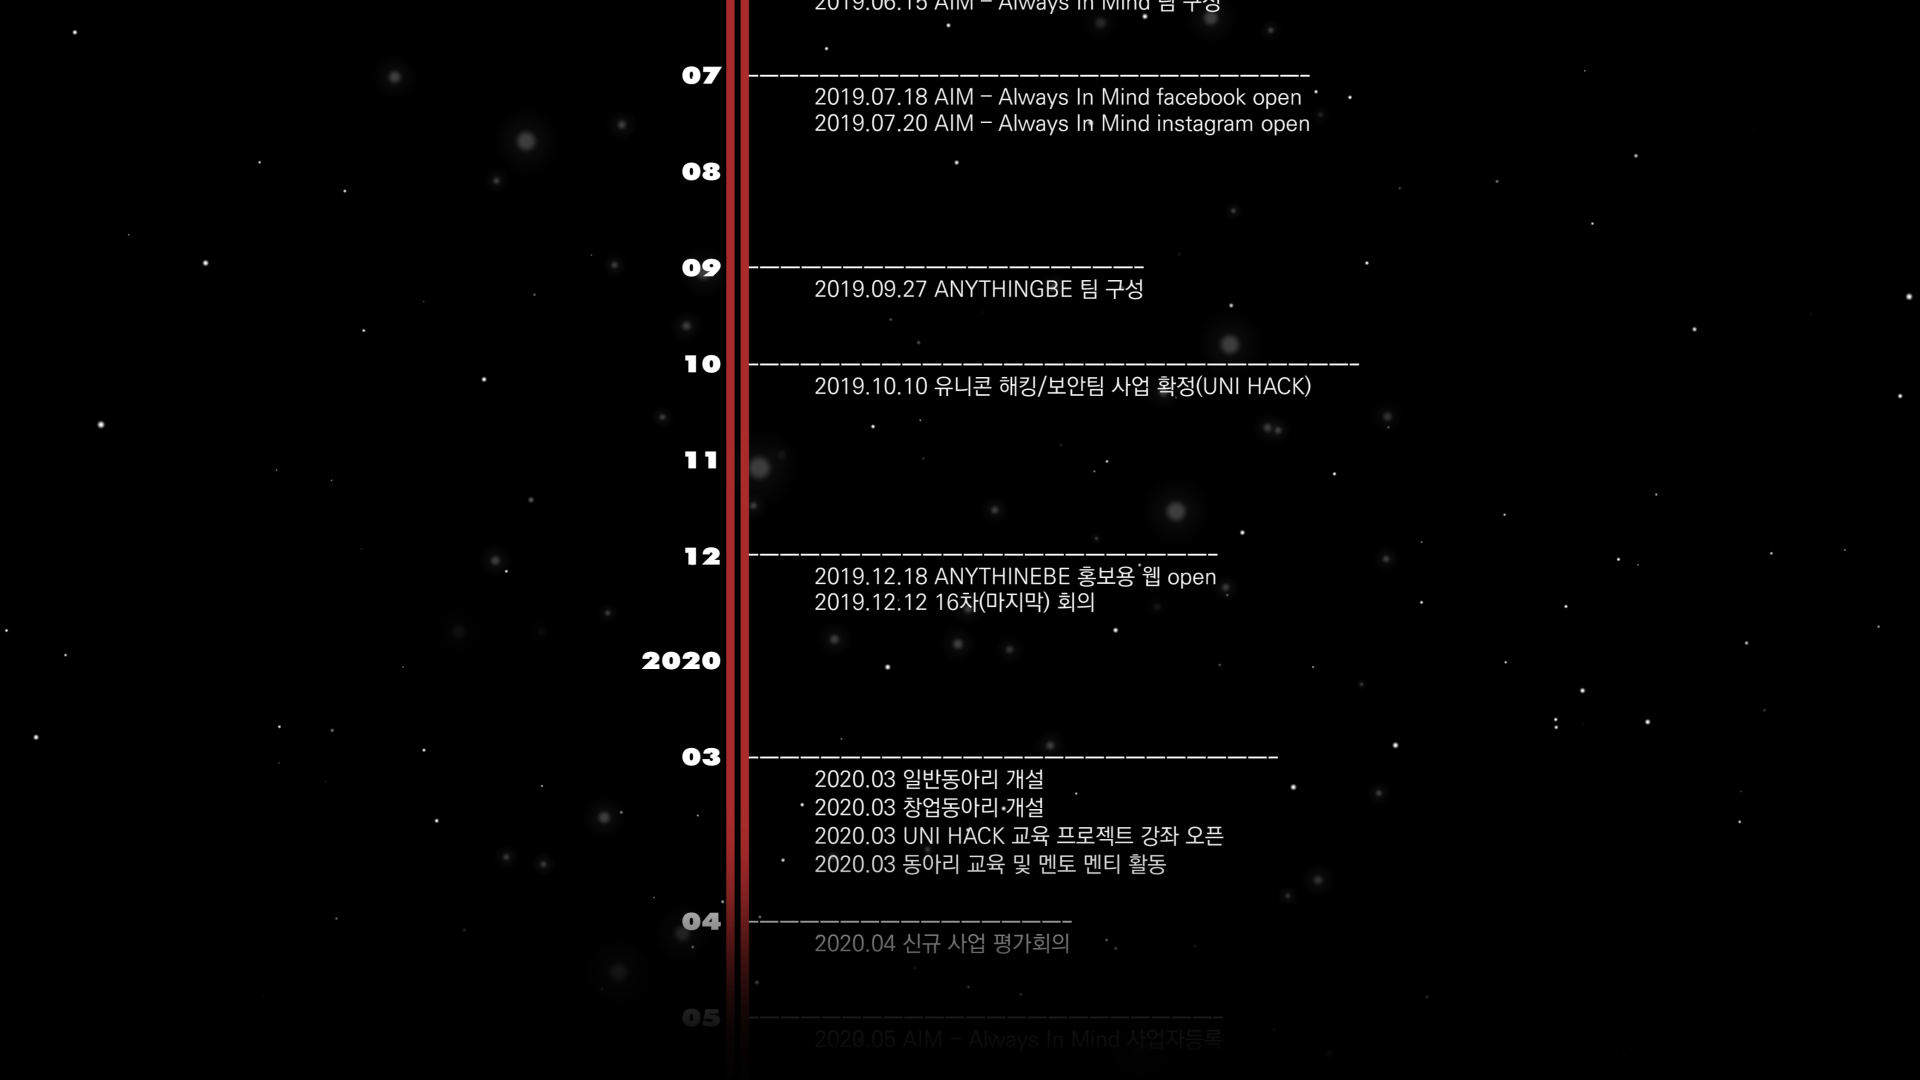 2019.06.15 AIM - Always In Mind 팀 구성
07
2019.07.18 AIM - Always In Mind facebook open
2019.07.20 AIM - Always In Mind instagram open
08
09
2019.09.27 ANYTHINGBE 팀 구성
10
2019.10.10 유니콘 해킹/보안팀 사업 확정(UNI HACK)
11
12
2019.12.18 ANYTHINEBE 홍보용 웹 open
2019.12.12 16차(마지막) 회의
2020
03
2020.03 일반동아리 개설
2020.03 창업동아리 개설
2020.03 UNI HACK 교육 프로젝트 강좌 오픈
2020.03 동아리 교육 및 멘토 멘티 활동
04
2020.04 신규 사업 평가회의
05
2020.05 AIM - Always In Mind 사업자등록